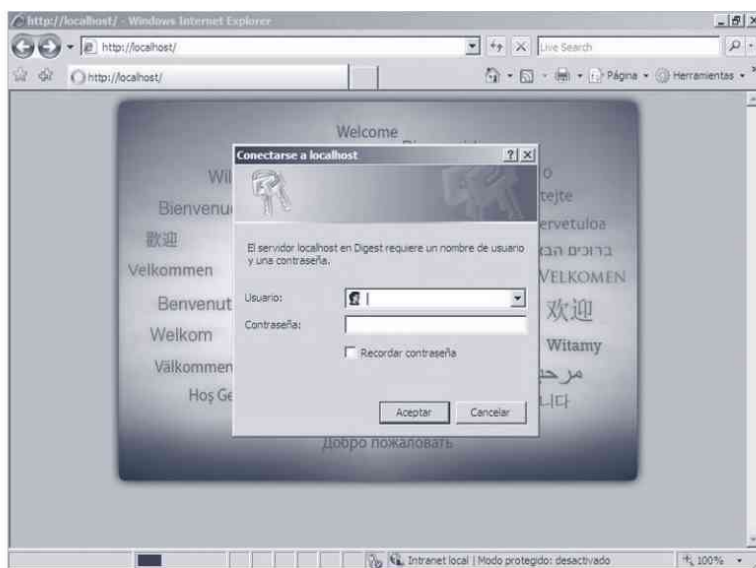 http://localhost/ - Windows Internet Explorer
http://localhost/
Live Search
http://localhost/
Página
Herramientas
Welcome
Conectarse a localhost
Wil
o
tejte
Bienvenu
ervetuloa
歡迎
ברוכים הבא
Velkommen
VELKOMEN
El servidor localhost en Digest requiere un nombre de usuario
y una contraseña.
Benvenut
Usuario:
欢迎
Contraseña:
Welkom
Witamy
Recordar contraseña
Välkommen
مرحب
Hoş Ge
니다
Aceptar
Cancelar
Добро пожаловать
Intranet local | Modo protegido: desactivado
100%